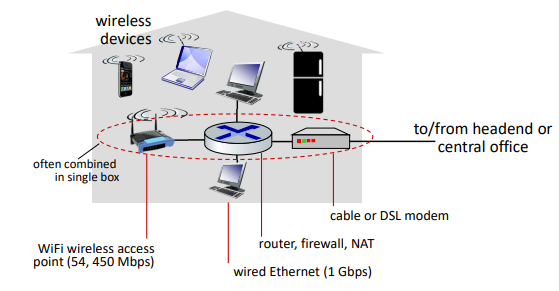 wireless
devices
to/from headend or
central office
often combined
in single box
cable or DSL modem
router, firewall, NAT
WiFi wireless access
point (54, 450 Mbps)
wired Ethernet (1 Gbps)